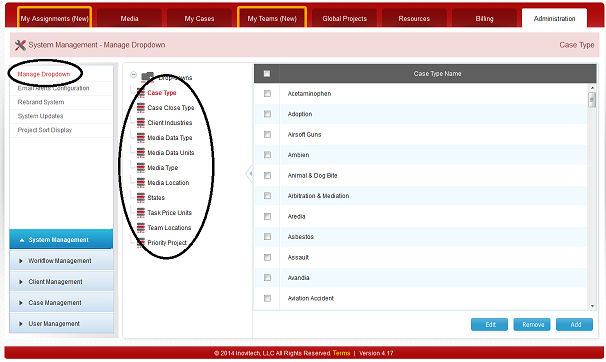 My Assignments (New) Media My Cases My Teams (New) Global Projects Resources Billing Administration
System Management - Manage Dropdown Case Type
Manage Dropdown
Email Alerts Configuration
Rebrand System
System Updates
Project Sort Display
System Management
Workflow Management
Client Management
Case Management
User Management
Dropdowns
Case Type
Case Close Type
Client Industries
Media Data Type
Media Data Units
Media Type
Media Location
States
Task Price Units
Team Locations
Priority Project
Case Type Name
Acetaminophen
Adoption
Airsoft Guns
Ambien
Animal & Dog Bite
Arbitration & Mediation
Aredia
Asbestos
Assault
Avandia
Aviation Accident
Edit Remove Add
© 2014 Inovitech, LLC All Rights Reserved. Terms | Version 4.17